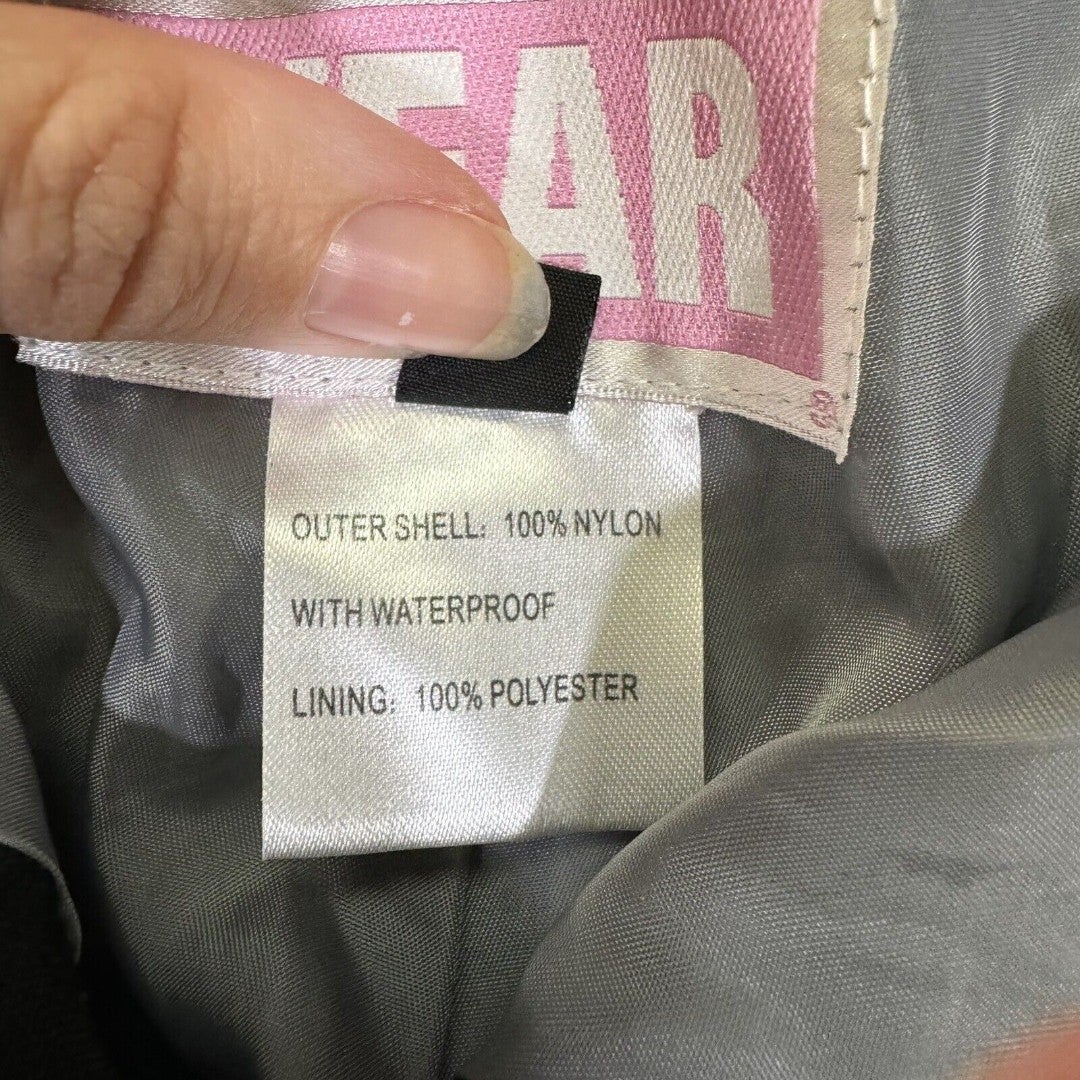 EAR
OUTER SHELL: 100% NYLON
WITH WATERPROOF
LINING: 100% POLYESTER